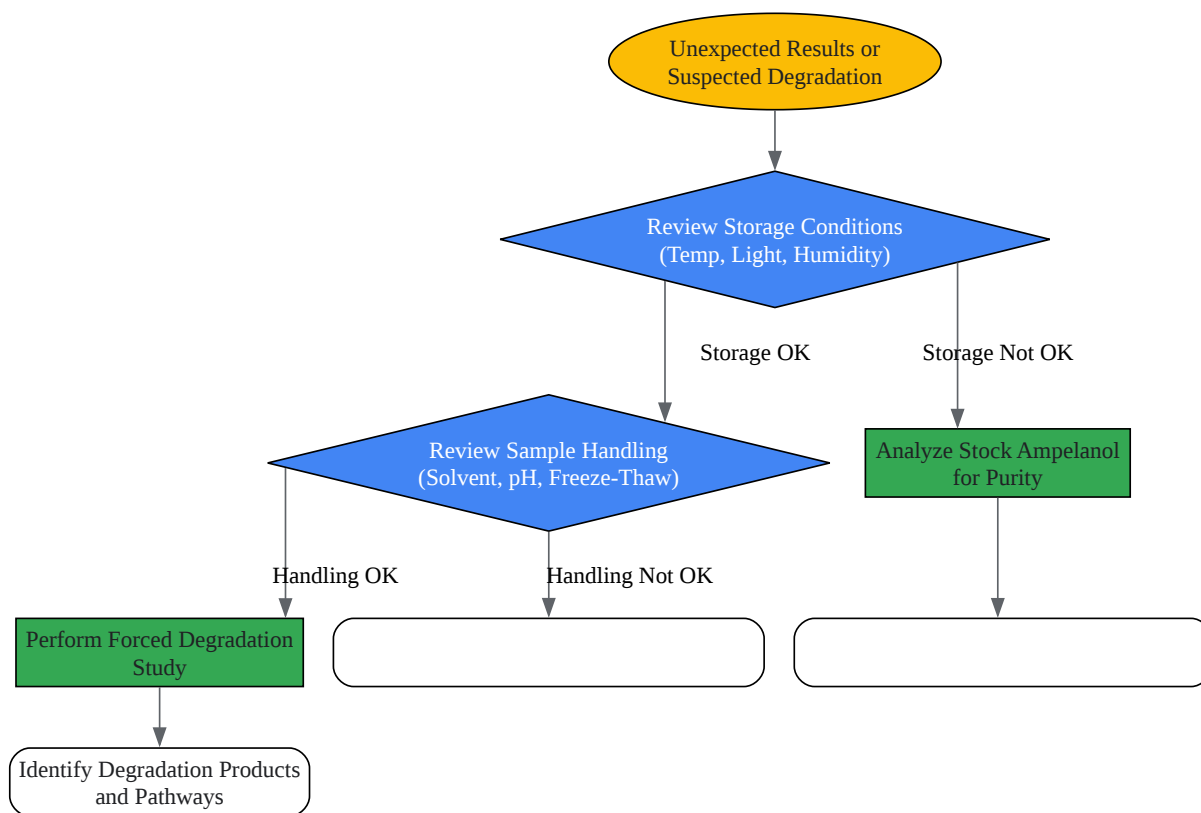 Unexpected Results or
Suspected Degradation
Review Storage Conditions
(Temp, Light, Humidity)
Storage OK
Storage Not OK
Review Sample Handling
(Solvent, pH, Freeze-Thaw)
Analyze Stock Ampelanol
for Purity
Handling OK
Handling Not OK
Perform Forced Degradation
Study
Identify Degradation Products
and Pathways